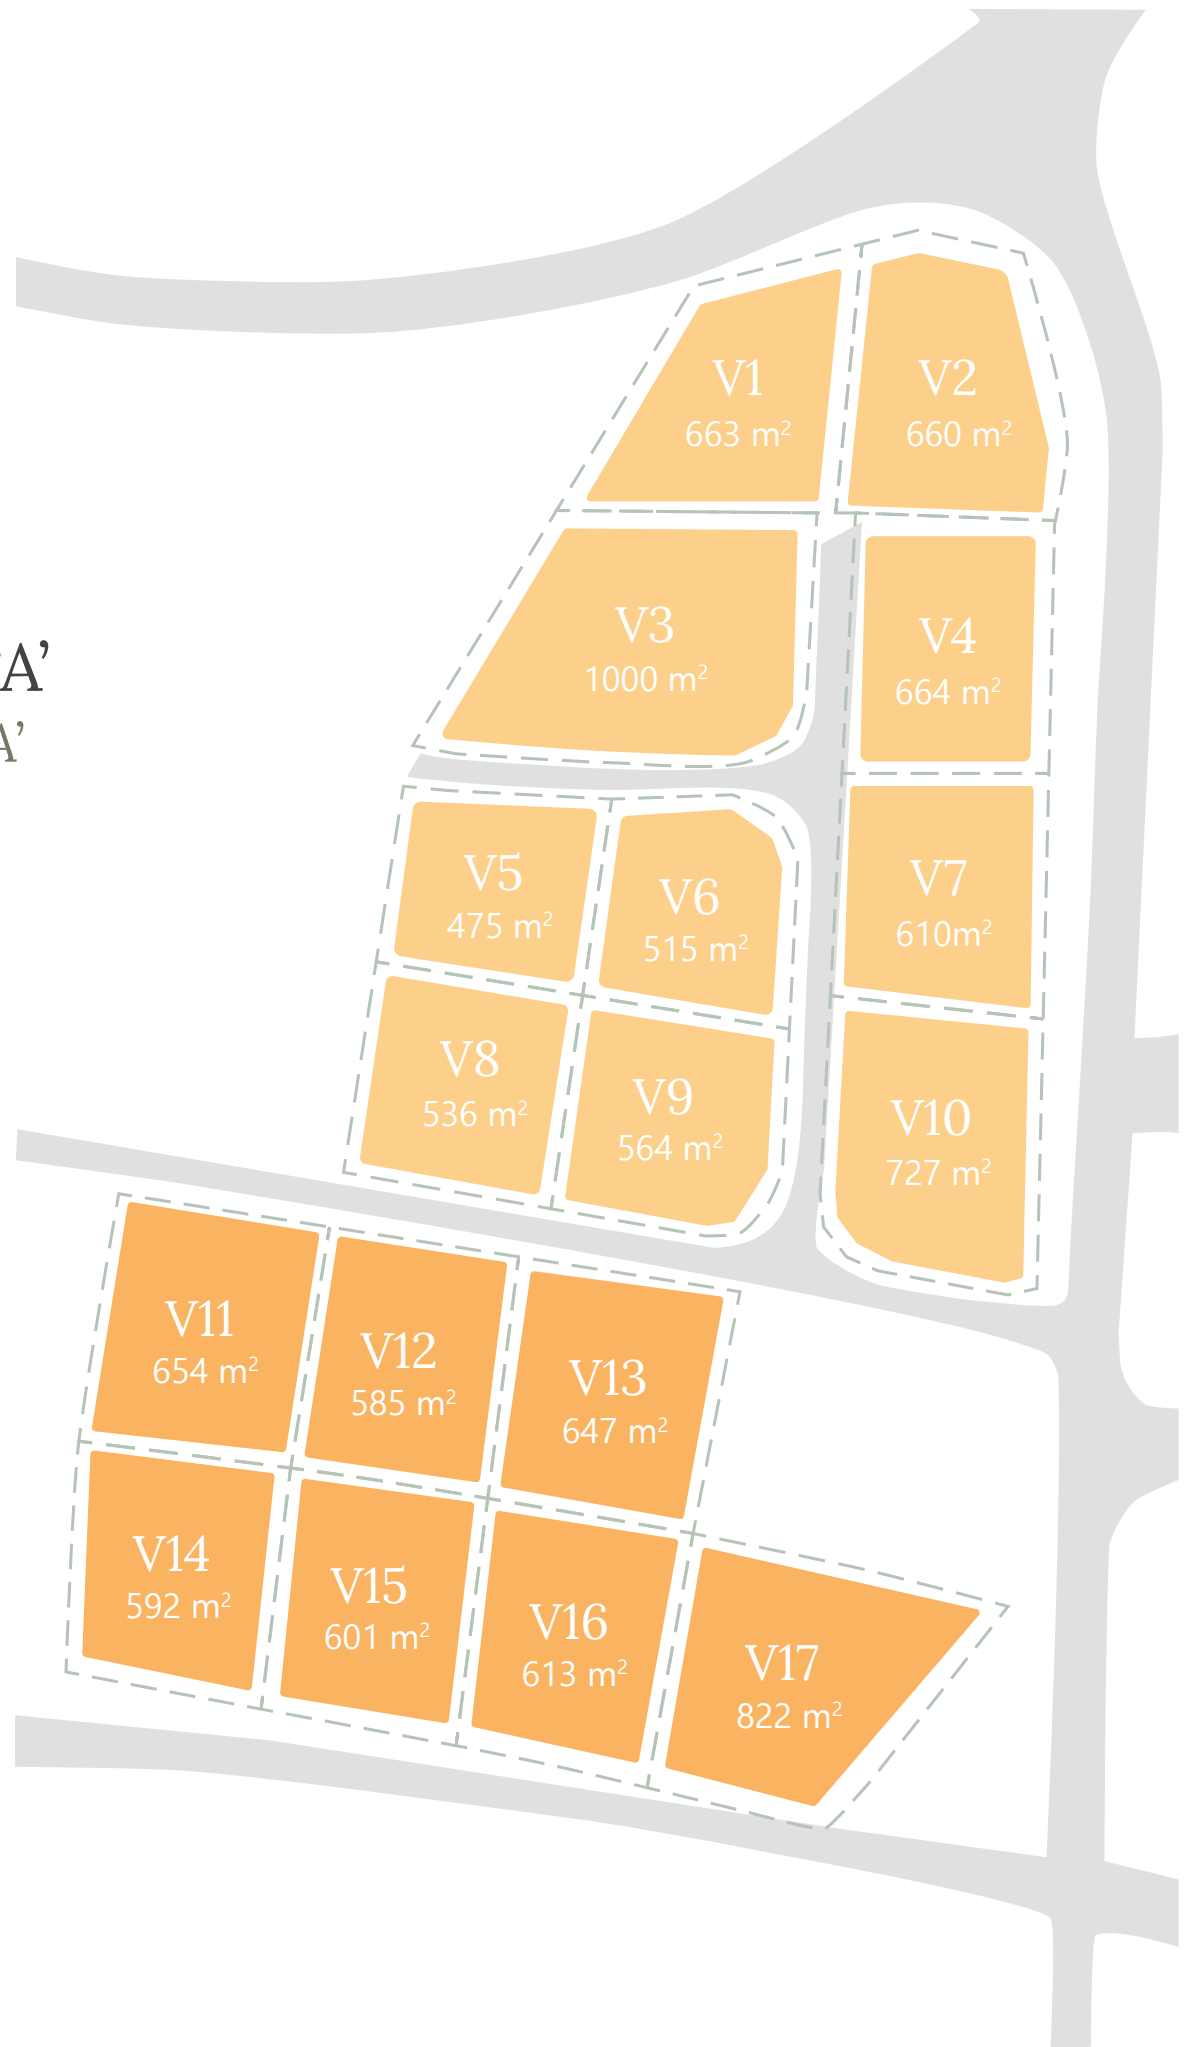 V1
663 m²
V2
660 m²
V3
1000 m²
V4
664 m²
A’
A’
V5
475 m²
V6
515 m²
V7
610m²
V8
536 m²
V9
564 m²
V10
727 m²
V11
654 m²
V12
585 m²
V13
647 m²
V14
592 m²
V15
601 m²
V16
613 m²
V17
822 m²